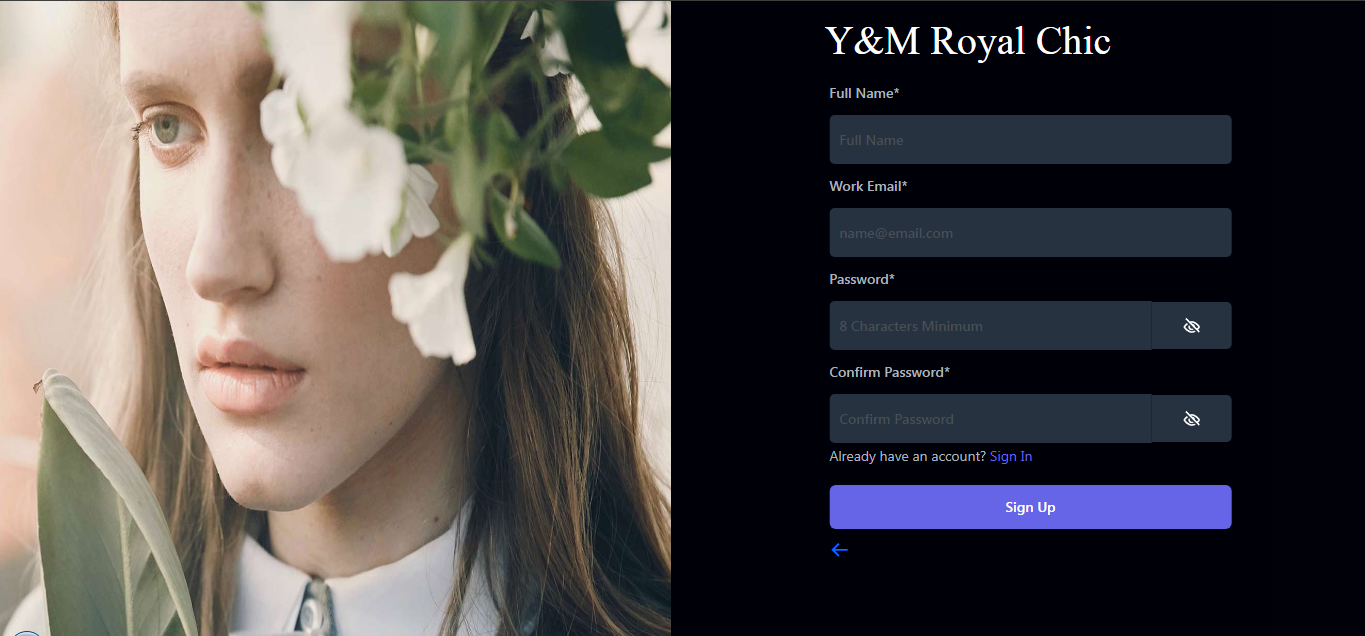 Y&M Royal Chic
Full Name*
Full Name
Work Email*
name@email.com
Password*
8 Characters Minimum
Confirm Password*
Confirm Password
Already have an account? Sign In
Sign Up